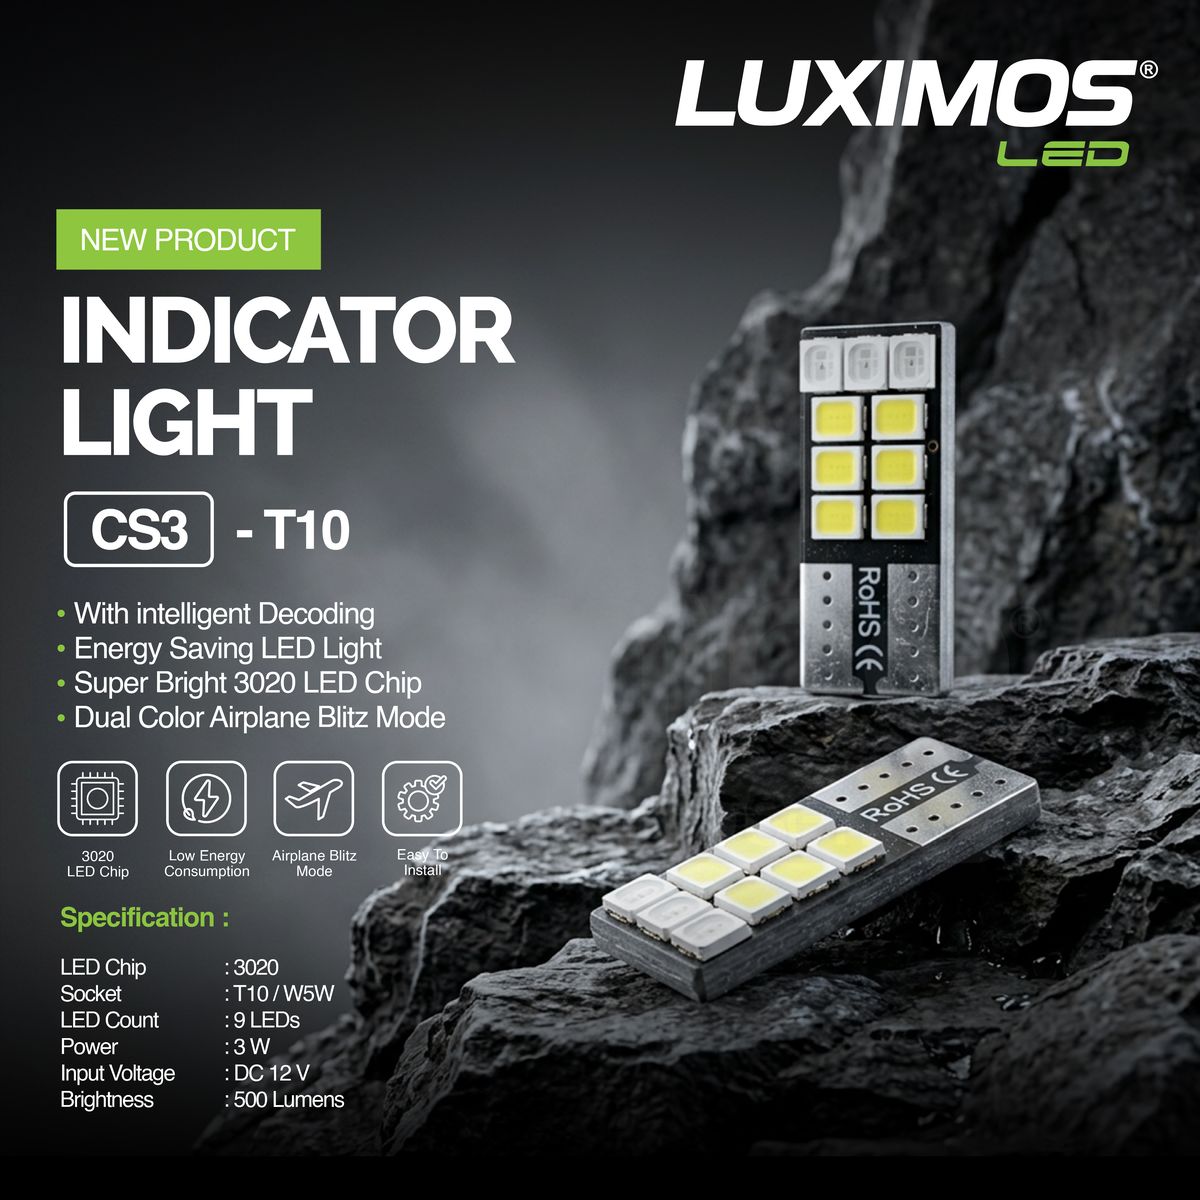 LUXIMOS®
LED
NEW PRODUCT
INDICATOR
LIGHT
CS3 - T10
• With intelligent Decoding
• Energy Saving LED Light
• Super Bright 3020 LED Chip
• Dual Color Airplane Blitz Mode
3020
LED Chip
Low Energy
Consumption
Airplane Blitz
Mode
Easy To
Install
Specification :
LED Chip : 3020
Socket : T10 / W5W
LED Count : 9 LEDs
Power : 3 W
Input Voltage : DC 12 V
Brightness : 500 Lumens
RoHS CE
RoHS CE